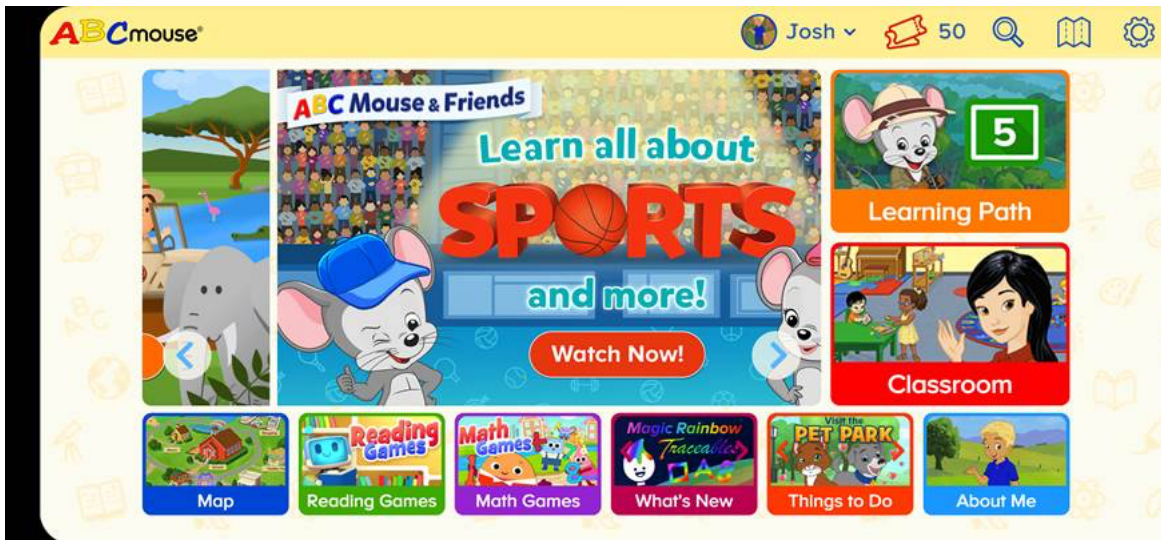 ABCmouse®
Josh
50
ABC Mouse & Friends
Learn all about
SPORTS
and more!
Watch Now!
5
Learning Path
Classroom
Map
Reading
Games
Reading Games
Math
Games
Math Games
Magic Rainbow
Traceables
What's New
Visit the
PET PARK
Things to Do
About Me